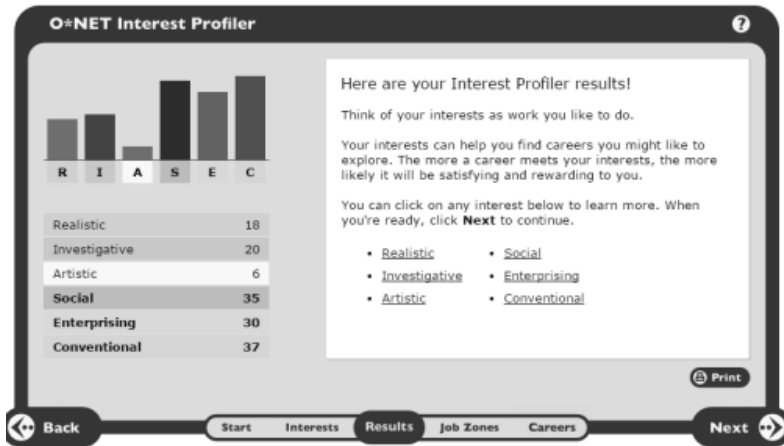 O*NET Interest Profiler
?
R I A S E C
Realistic 18
Investigative 20
Artistic 6
Social 35
Enterprising 30
Conventional 37
Here are your Interest Profiler results!
Think of your interests as work you like to do.
Your interests can help you find careers you might like to
explore. The more a career meets your interests, the more
likely it will be satisfying and rewarding to you.
You can click on any interest below to learn more. When
you're ready, click Next to continue.
▪ Realistic ▪ Social
▪ Investigative ▪ Enterprising
▪ Artistic ▪ Conventional
Print
Back Start Interests Results Job Zones Careers Next